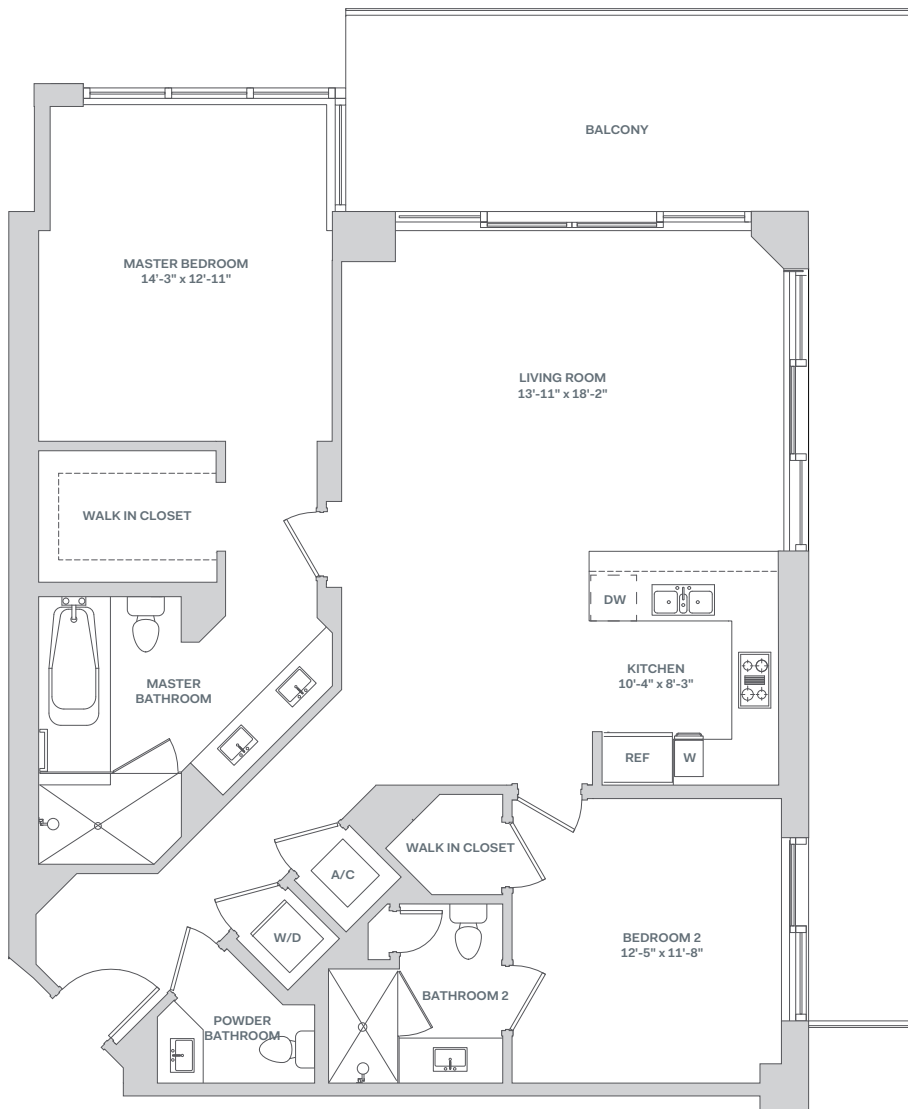 BALCONY
MASTER BEDROOM
14'-3" x 12'-11"
LIVING ROOM
13'-11" x 18'-2"
WALK IN CLOSET
DW
KITCHEN
10'-4" x 8'-3"
MASTER
BATHROOM
REF
W
WALK IN CLOSET
A/C
W/D
BEDROOM 2
12'-5" x 11'-8"
BATHROOM 2
POWDER
BATHROOM